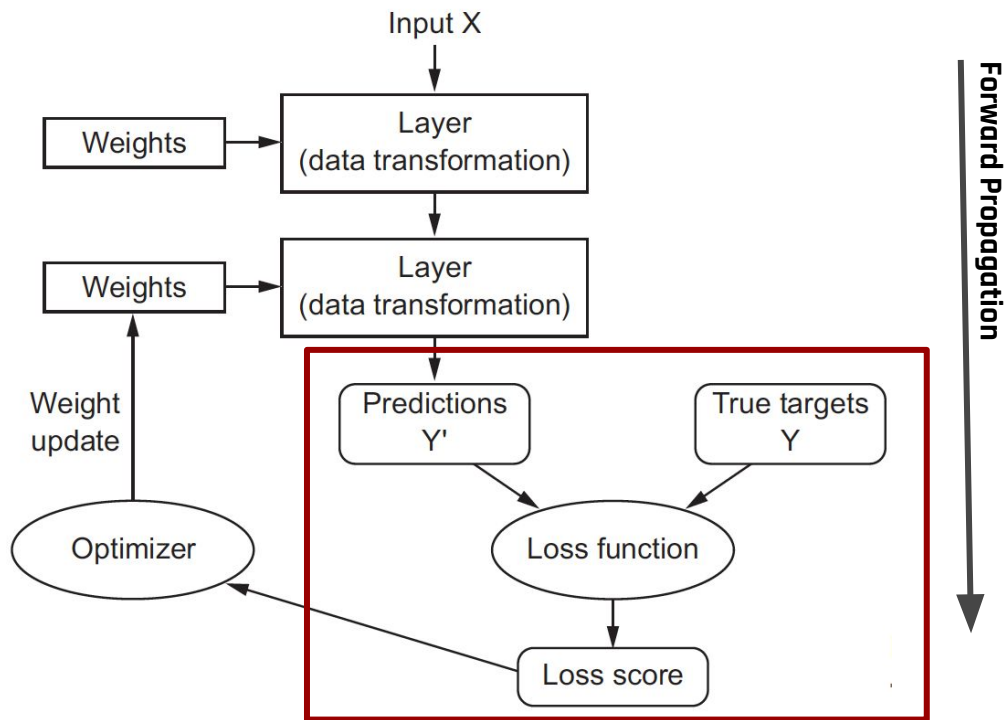 Input X
Weights
Layer
(data transformation)
Weights
Layer
(data transformation)
Weight
update
Predictions
Y'
True targets
Y
Optimizer
Loss function
Loss score
Forward Propagation